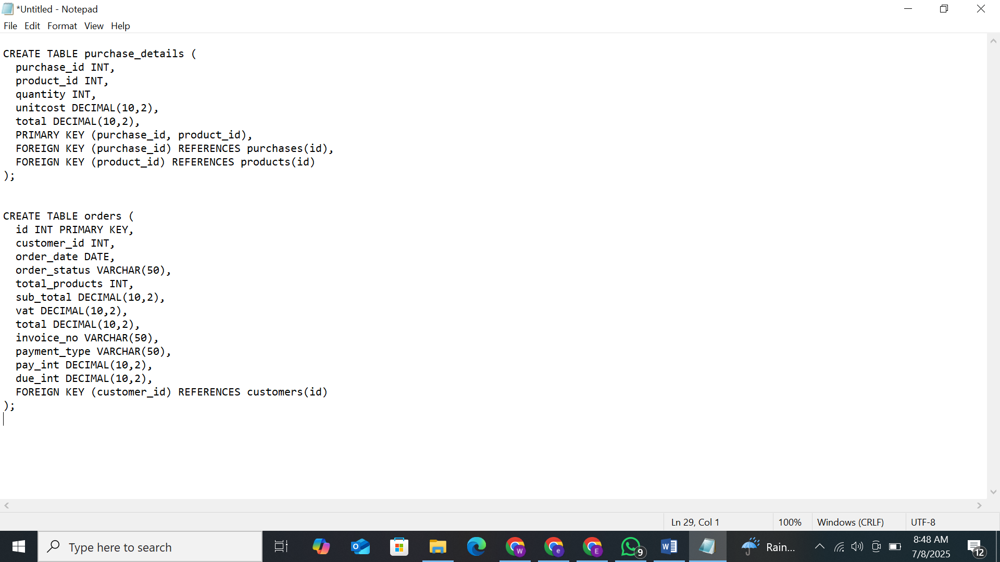 *Untitled - Notepad
File Edit Format View Help
CREATE TABLE purchase_details (
purchase_id INT,
product_id INT,
quantity INT,
unitcost DECIMAL(10,2),
total DECIMAL(10,2),
PRIMARY KEY (purchase_id, product_id),
FOREIGN KEY (purchase_id) REFERENCES purchases(id),
FOREIGN KEY (product_id) REFERENCES products(id)
);
CREATE TABLE orders (
id INT PRIMARY KEY,
customer_id INT,
order_date DATE,
order_status VARCHAR(50),
total_products INT,
sub_total DECIMAL(10,2),
vat DECIMAL(10,2),
total DECIMAL(10,2),
invoice_no VARCHAR(50),
payment_type VARCHAR(50),
pay_int DECIMAL(10,2),
due_int DECIMAL(10,2),
FOREIGN KEY (customer_id) REFERENCES customers(id)
);
Ln 29, Col 1 100% Windows (CRLF) UTF-8
Type here to search W e E 9 W Rain... 8:48 AM 12
7/8/2025